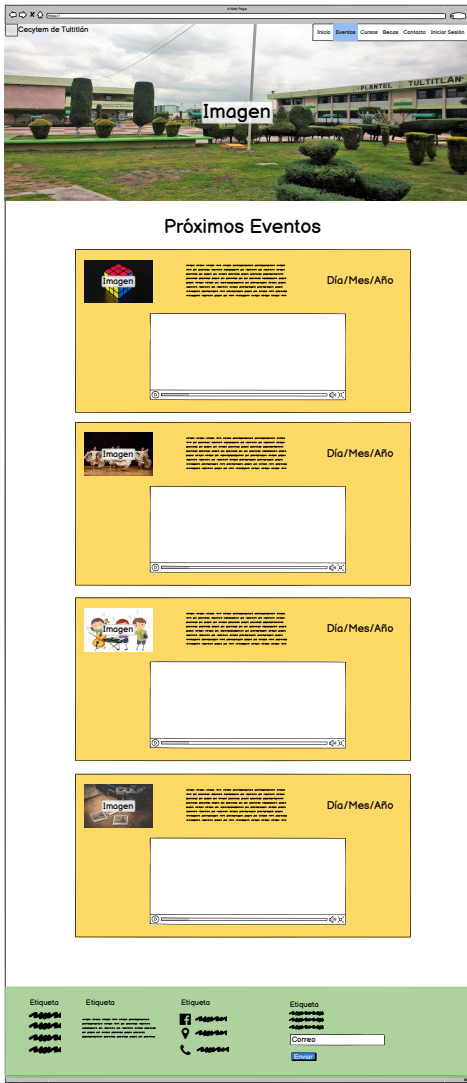 A Web Page
https://
Cecytem de Tultitlán
Inicio Eventos Cursos Becas Contacto Iniciar Sesión
PLANTEL TULTITLAN
Imagen
Próximos Eventos
Imagen
Día/Mes/Año
Imagen
Día/Mes/Año
Imagen
Día/Mes/Año
Imagen
Día/Mes/Año
Etiqueta Etiqueta Etiqueta Etiqueta
Correo
Enviar